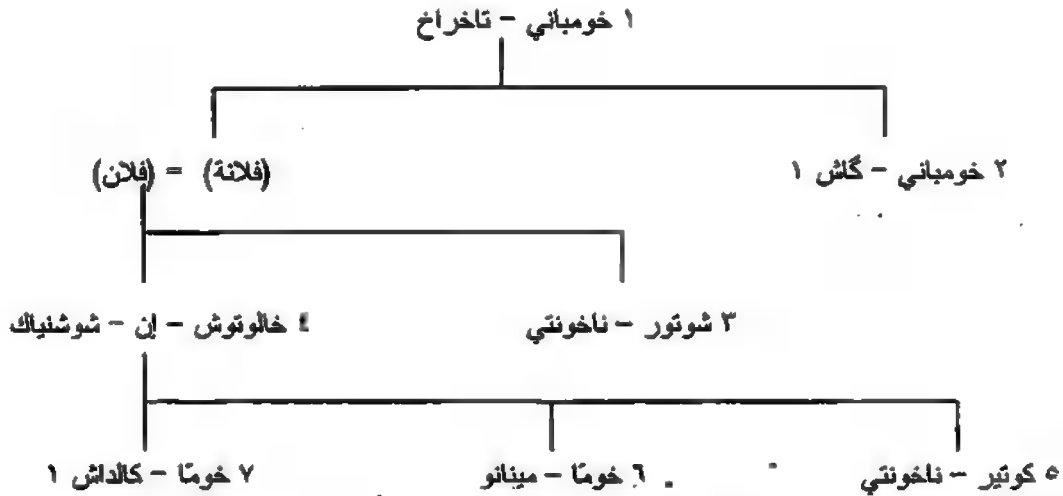 ١ خومباني - تاخراخ
٢ خومباني - گاش ١ (فلانة) = (فلان)
٣ شوتور - ناخونتي ٤ خالوتوش - إن - شوشنياك
٥ كوتير - ناخونتي ٦ خومّا - مينانو ٧ خومّا - كالداش ١